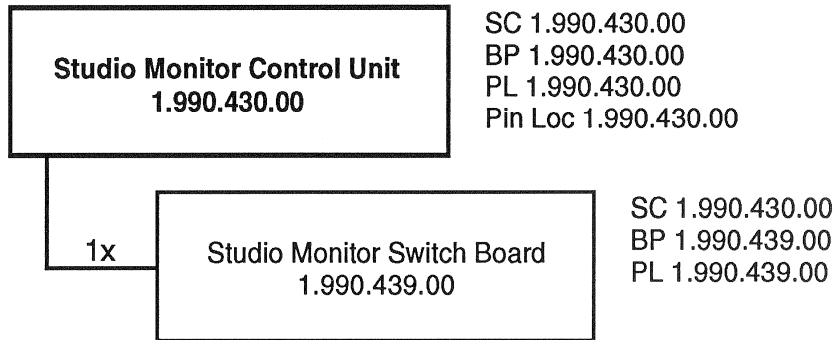 Studio Monitor Control Unit
1.990.430.00
SC 1.990.430.00
BP 1.990.430.00
PL 1.990.430.00
Pin Loc 1.990.430.00
1x
Studio Monitor Switch Board
1.990.439.00
SC 1.990.430.00
BP 1.990.439.00
PL 1.990.439.00